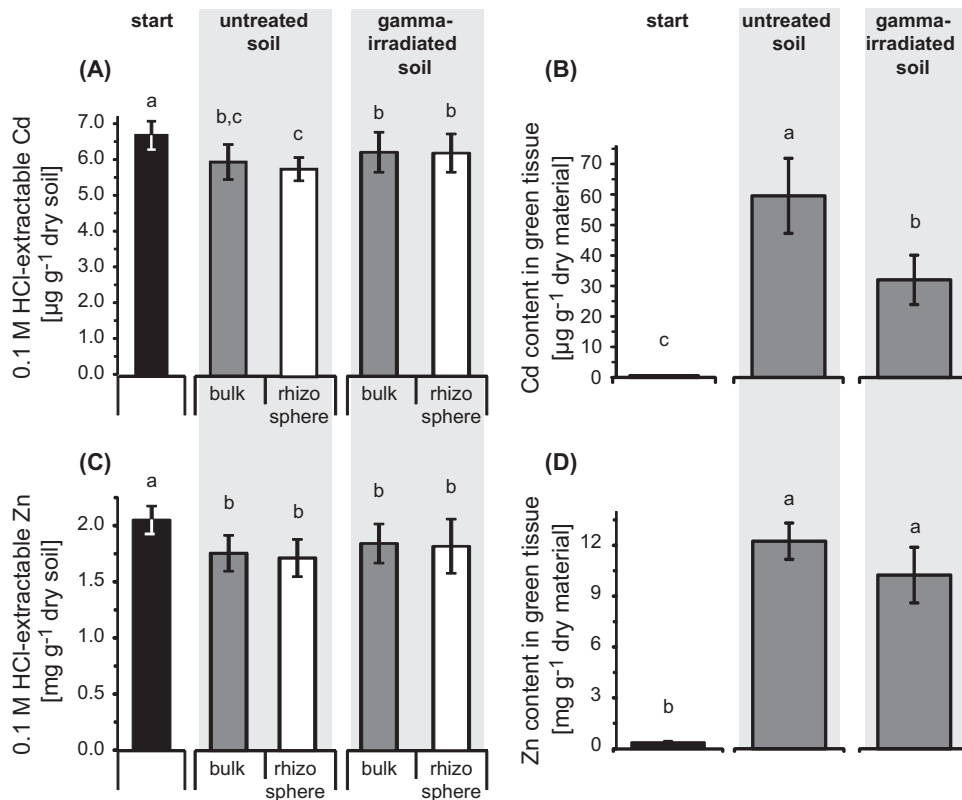 start
untreated
soil
gamma-
irradiated
soil
(A)
0.1 M HCl-extractable Cd
[µg g-1 dry soil]
7.0
6.0
5.0
4.0
3.0
2.0
1.0
0.0
a
b,c
c
b
b
bulk
rhizo
sphere
bulk
rhizo
sphere
start
untreated
soil
gamma-
irradiated
soil
(B)
Cd content in green tissue
[µg g-1 dry material]
70
60
50
40
30
20
10
0
c
a
b
(C)
0.1 M HCl-extractable Zn
[mg g-1 dry soil]
2.0
1.5
1.0
0.5
0.0
a
b
b
b
b
bulk
rhizo
sphere
bulk
rhizo
sphere
(D)
Zn content in green tissue
[mg g-1 dry material]
12
9
6
3
0
b
a
a